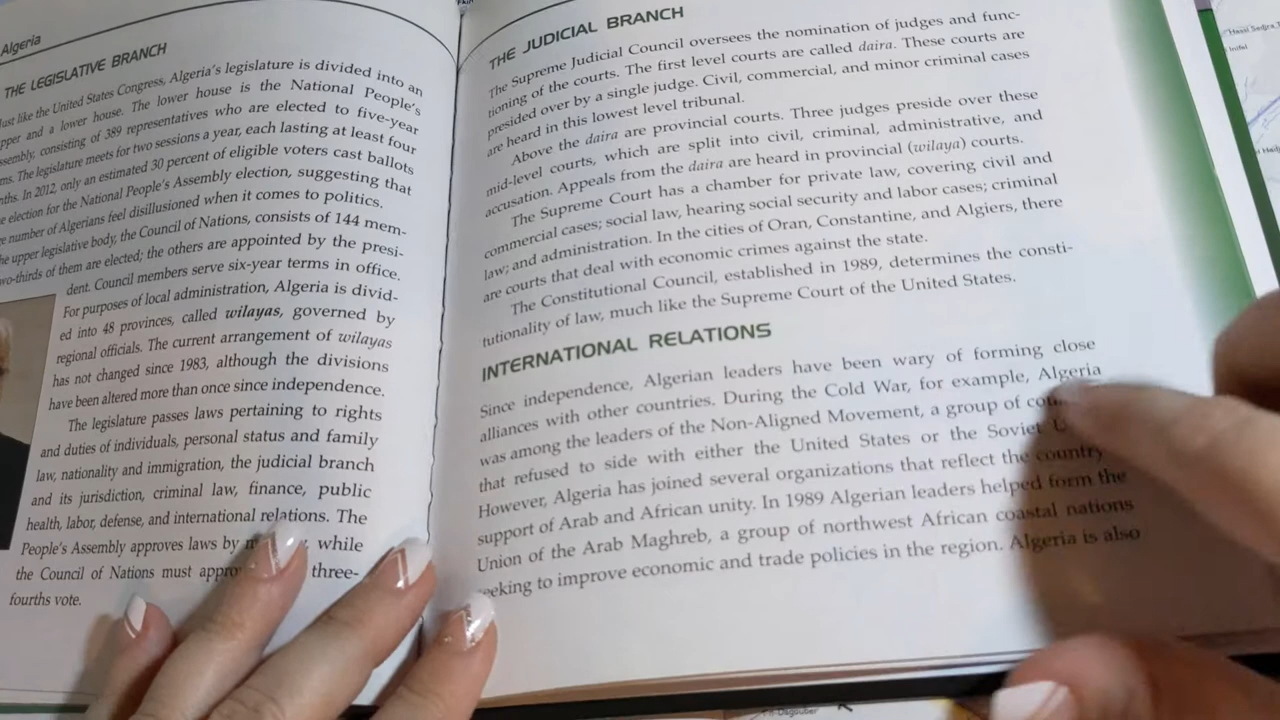 Algeria
THE LEGISLATIVE BRANCH
Just like the United States Congress, Algeria's legislature is divided into an
upper and a lower house. The lower house is the National People's
Assembly, consisting of 389 representatives who are elected to five-year
terms. The legislature meets for two sessions a year, each lasting at least four
In 2012, only an estimated 30 percent of eligible voters cast ballots
election for the National People's Assembly election, suggesting that
number of Algerians feel disillusioned when it comes to politics.
upper legislative body, the Council of Nations, consists of 144 mem-
two-thirds of them are elected; the others are appointed by the presi-
dent. Council members serve six-year terms in office.
For purposes of local administration, Algeria is divid-
ed into 48 provinces, called wilayas, governed by
regional officials. The current arrangement of wilayas
has not changed since 1983, although the divisions
have been altered more than once since independence.
The legislature passes laws pertaining to rights
and duties of individuals, personal status and family
law, nationality and immigration, the judicial branch
and its jurisdiction, criminal law, finance, public
health, labor, defense, and international relations. The
People's Assembly approves laws by while
the Council of Nations must three-
fourths vote.
THE JUDICIAL BRANCH
The Supreme Judicial Council oversees the nomination of judges and func-
tioning of the courts. The first level courts are called daira. These courts are
presided over by a single judge. Civil, commercial, and minor criminal cases
are heard in this lowest level tribunal.
Above the daira are provincial courts. Three judges preside over these
mid-level courts, which are split into civil, criminal, administrative, and
accusation. Appeals from the daira are heard in provincial (wilaya) courts.
The Supreme Court has a chamber for private law, covering civil and
commercial cases; social law, hearing social security and labor cases; criminal
law; and administration. In the cities of Oran, Constantine, and Algiers, there
are courts that deal with economic crimes against the state.
The Constitutional Council, established in 1989, determines the consti-
tutionality of law, much like the Supreme Court of the United States.
INTERNATIONAL RELATIONS
Since independence, Algerian leaders have been wary of forming close
alliances with other countries. During the Cold War, for example, Algeria
was among the leaders of the Non-Aligned Movement, a group of
that refused to side with either the United States or the Soviet
However, Algeria has joined several organizations that reflect the country
support of Arab and African unity. In 1989 Algerian leaders helped form the
Union of the Arab Maghreb, a group of northwest African coastal nations
seeking to improve economic and trade policies in the region. Algeria is also